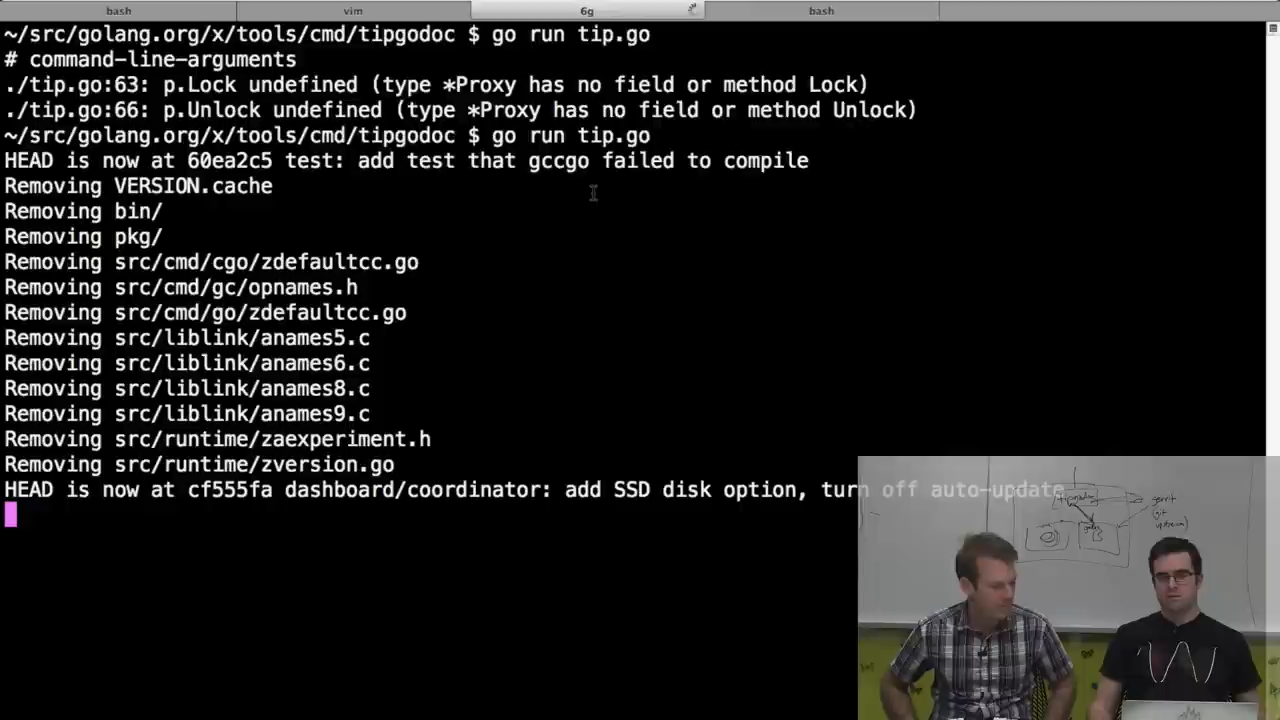 bash
vim
6g
bash
~/src/golang.org/x/tools/cmd/tipgodoc $ go run tip.go
# command-line-arguments
./tip.go:63: p.Lock undefined (type *Proxy has no field or method Lock)
./tip.go:66: p.Unlock undefined (type *Proxy has no field or method Unlock)
~/src/golang.org/x/tools/cmd/tipgodoc $ go run tip.go
HEAD is now at 60ea2c5 test: add test that gccgo failed to compile
Removing VERSION.cache
Removing bin/
Removing pkg/
Removing src/cmd/cgo/zdefaultcc.go
Removing src/cmd/gc/opnames.h
Removing src/cmd/go/zdefaultcc.go
Removing src/liblink/anames5.c
Removing src/liblink/anames6.c
Removing src/liblink/anames8.c
Removing src/liblink/anames9.c
Removing src/runtime/zaexperiment.h
Removing src/runtime/zversion.go
HEAD is now at cf555fa dashboard/coordinator: add SSD disk option, turn off auto-update
gerrit
(git
upstream)